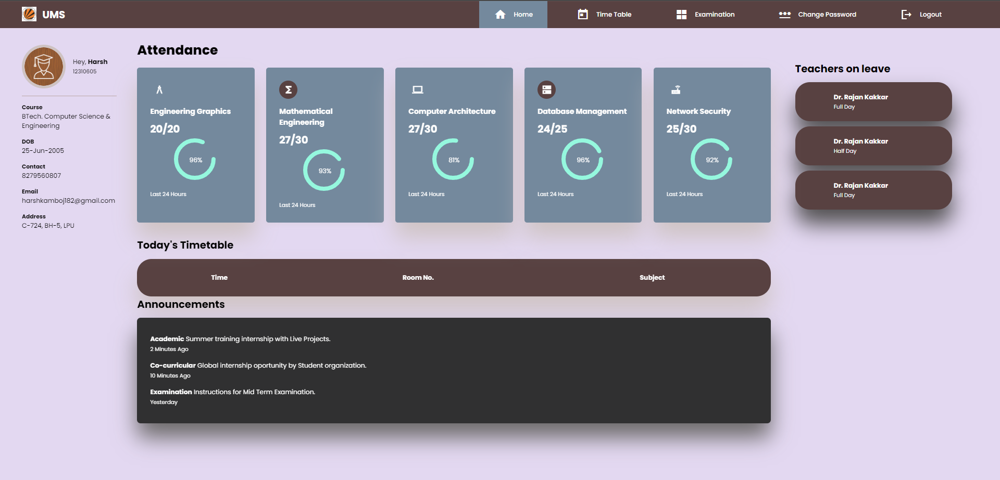 UMS
Home
Time Table
Examination
Change Password
Logout
Hey, Harsh
12310605
Course
BTech. Computer Science &
Engineering
DOB
25-Jun-2005
Contact
8279560807
Email
harshkamboj182@gmail.com
Address
C-724, BH-5, LPU
Attendance
Engineering Graphics
20/20
96%
Last 24 Hours
Mathematical
Engineering
27/30
93%
Last 24 Hours
Computer Architecture
27/30
81%
Last 24 Hours
Database Management
24/25
96%
Last 24 Hours
Network Security
25/30
92%
Last 24 Hours
Today's Timetable
Time
Room No.
Subject
Announcements
Academic Summer training internship with Live Projects.
2 Minutes Ago
Co-curricular Global internship oportunity by Student organization.
10 Minutes Ago
Examination Instructions for Mid Term Examination.
Yesterday
Teachers on leave
Dr. Rajan Kakkar
Full Day
Dr. Rajan Kakkar
Half Day
Dr. Rajan Kakkar
Full Day